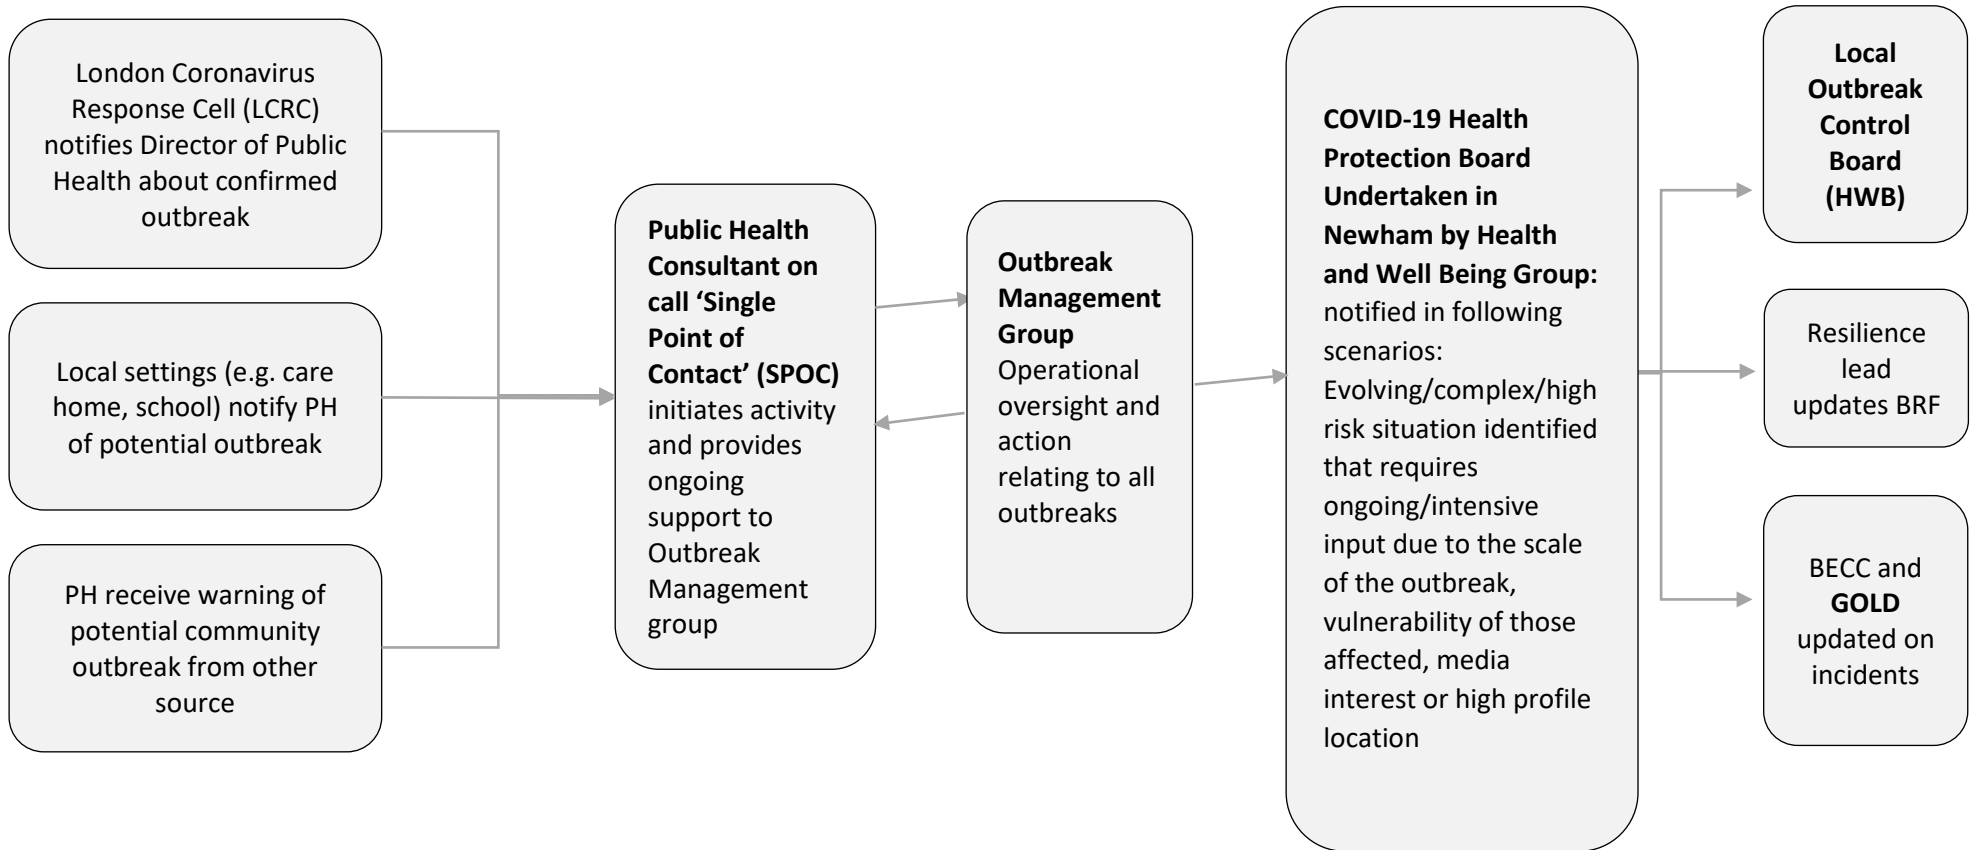 London Coronavirus
Response Cell (LCRC)
notifies Director of Public
Health about confirmed
outbreak
Local settings (e.g. care
home, school) notify PH
of potential outbreak
PH receive warning of
potential community
outbreak from other
source
Public Health
Consultant on
call ‘Single
Point of
Contact’ (SPOC)
initiates activity
and provides
ongoing
support to
Outbreak
Management
group
Outbreak
Management
Group
Operational
oversight and
action
relating to all
outbreaks
COVID-19 Health
Protection Board
Undertaken in
Newham by Health
and Well Being Group:
notified in following
scenarios:
Evolving/complex/high
risk situation identified
that requires
ongoing/intensive
input due to the scale
of the outbreak,
vulnerability of those
affected, media
interest or high profile
location
Local
Outbreak
Control
Board
(HWB)
Resilience
lead
updates BRF
BECC and
GOLD
updated on
incidents